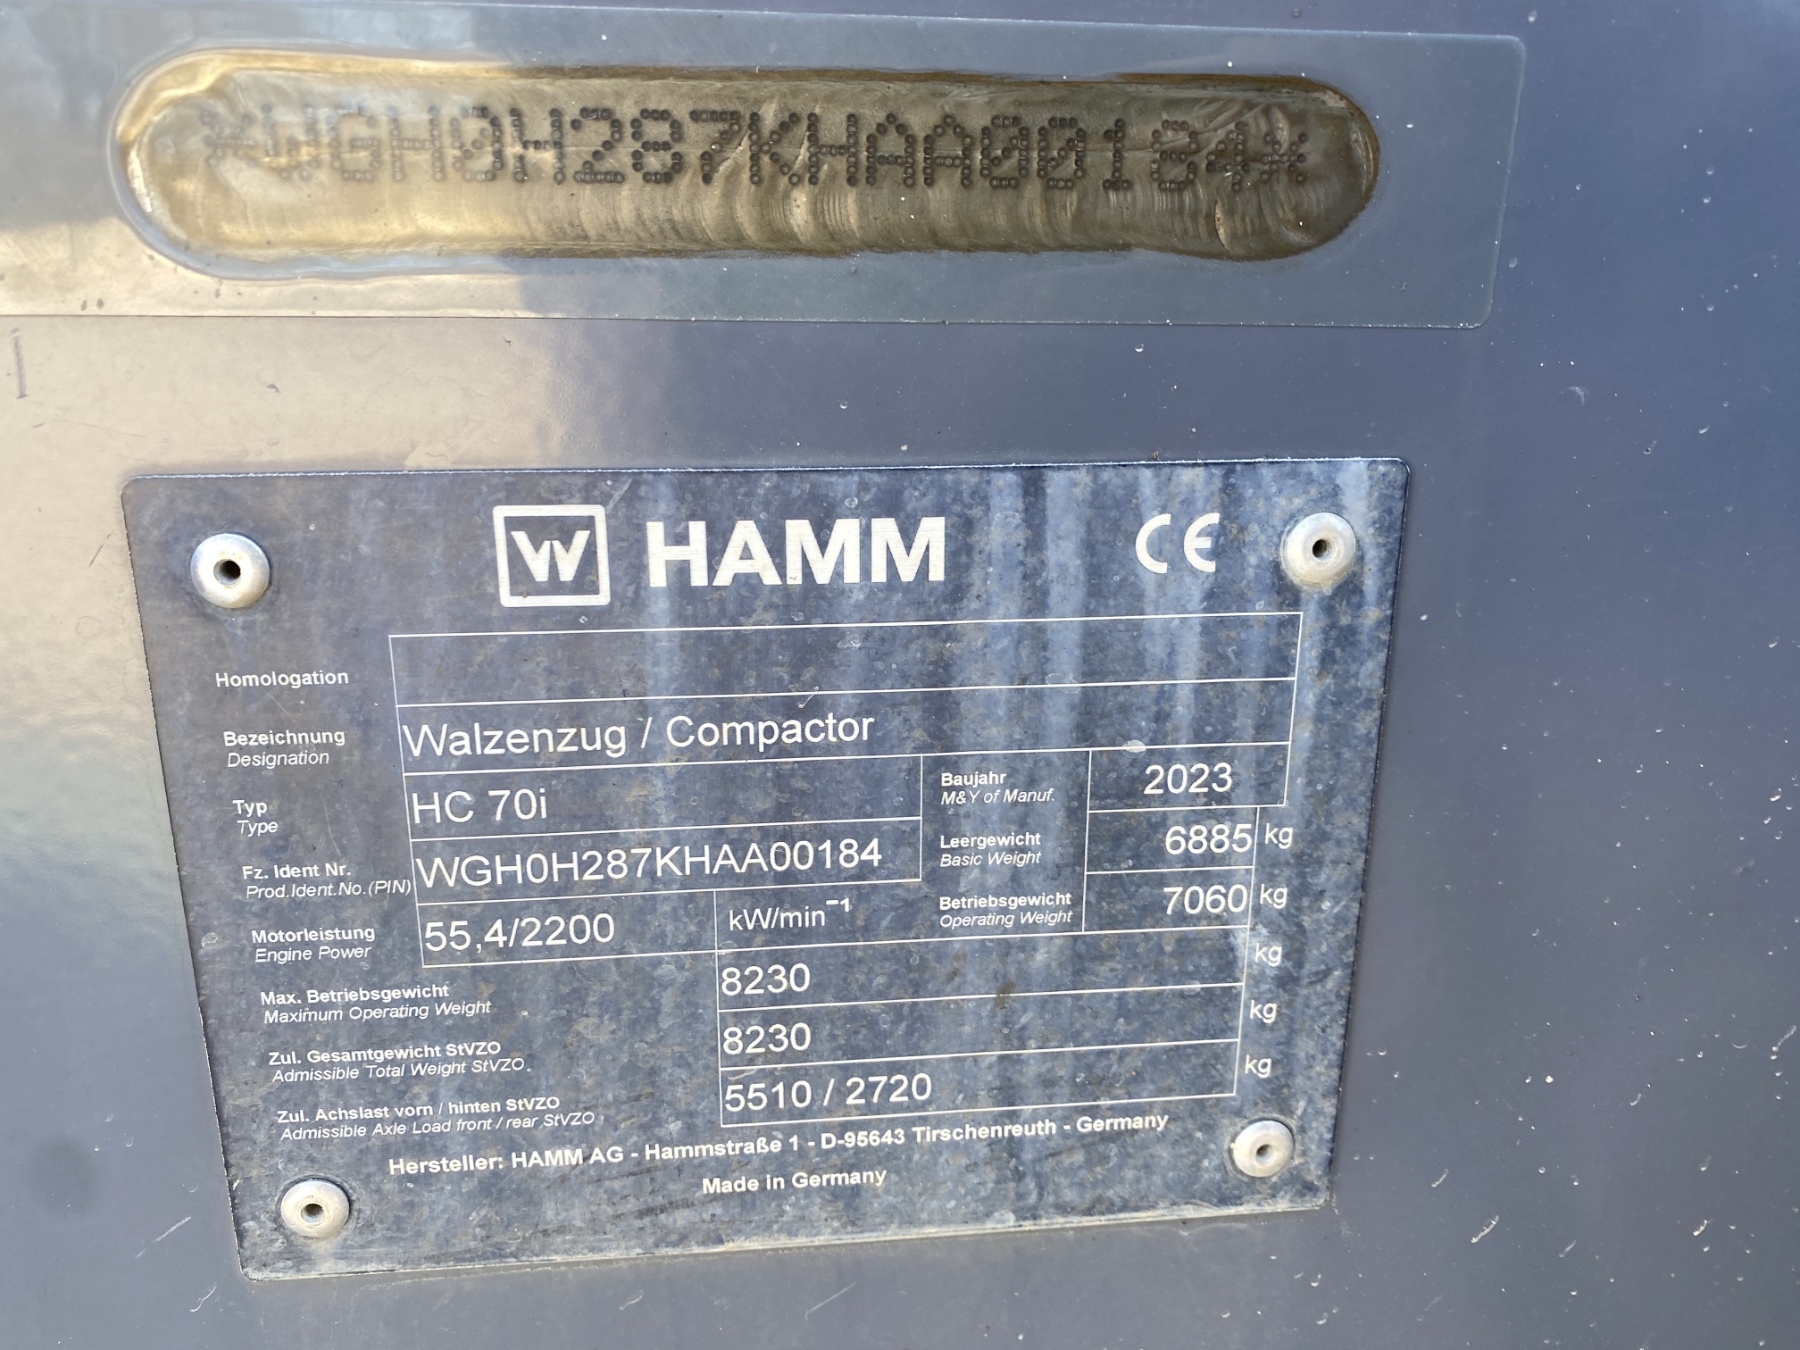 *WGH0H287KHAA00184*
W HAMM CE
Homologation
Bezeichnung
Designation
Walzenzug / Compactor
Typ
Type
HC 70i
Baujahr
M&Y of Manuf.
2023
Fz. Ident Nr.
Prod.Ident.No.(PIN)
WGH0H287KHAA00184
Leergewicht
Basic Weight
6885 kg
Motorleistung
Engine Power
55,4/2200 kW/min⁻¹
Betriebsgewicht
Operating Weight
7060 kg
Max. Betriebsgewicht
Maximum Operating Weight
8230 kg
Zul. Gesamtgewicht StVZO
Admissible Total Weight StVZO.
8230 kg
Zul. Achslast vorn / hinten StVZO
Admissible Axle Load front / rear StVZO
5510 / 2720 kg
Hersteller: HAMM AG - Hammstraße 1 - D-95643 Tirschenreuth - Germany
Made in Germany